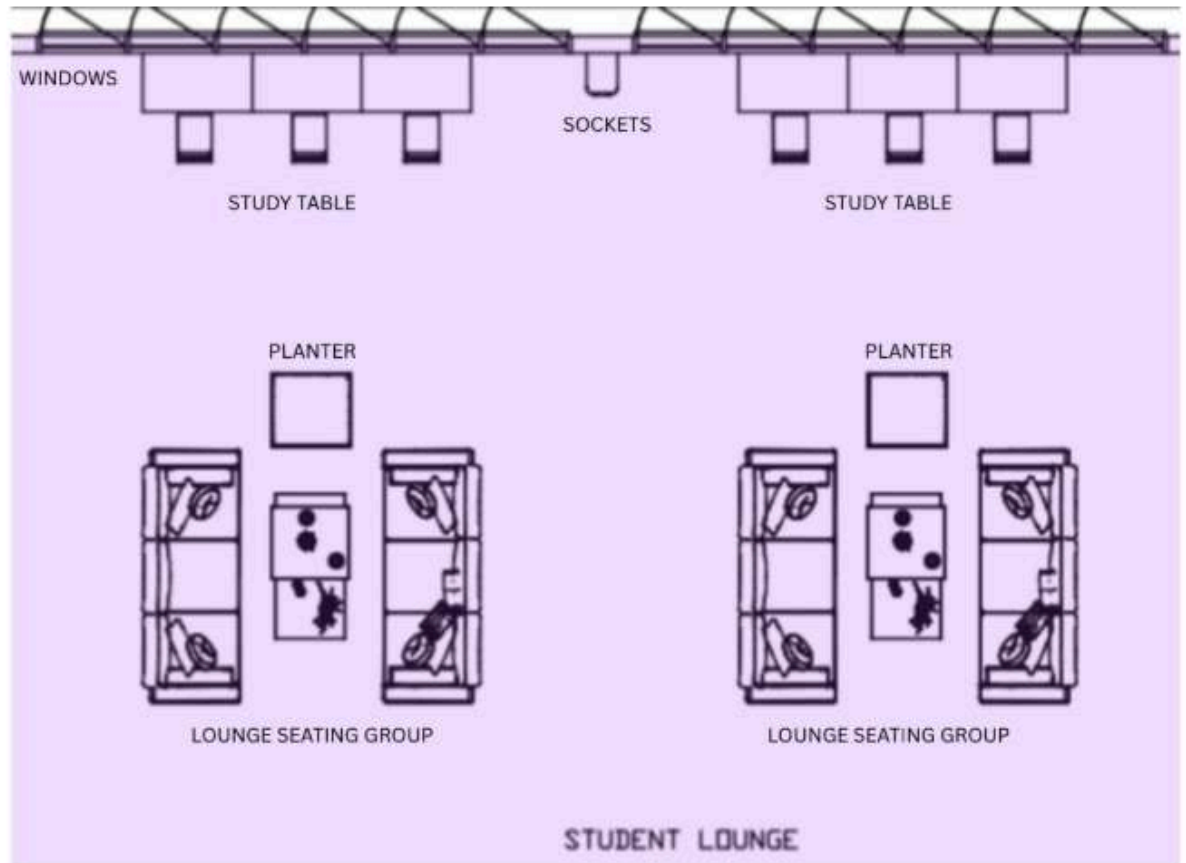 WINDOWS
SOCKETS
STUDY TABLE
STUDY TABLE
PLANTER
PLANTER
LOUNGE SEATING GROUP
LOUNGE SEATING GROUP
STUDENT LOUNGE